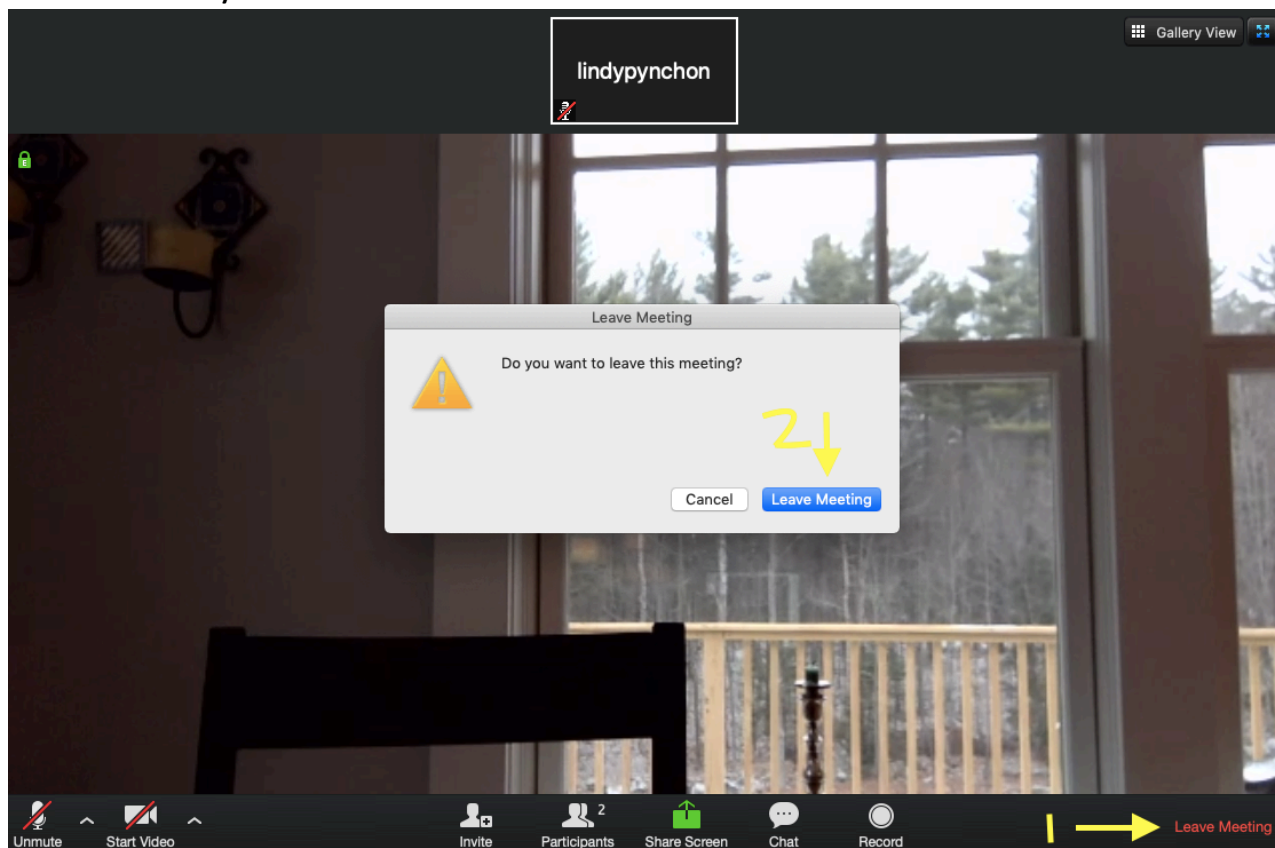 Gallery View
lindypynchon
E
Leave Meeting
Do you want to leave this meeting?
2
Cancel
Leave Meeting
2
Unmute
Start Video
Invite
Participants
Share Screen
Chat
Record
1
Leave Meeting